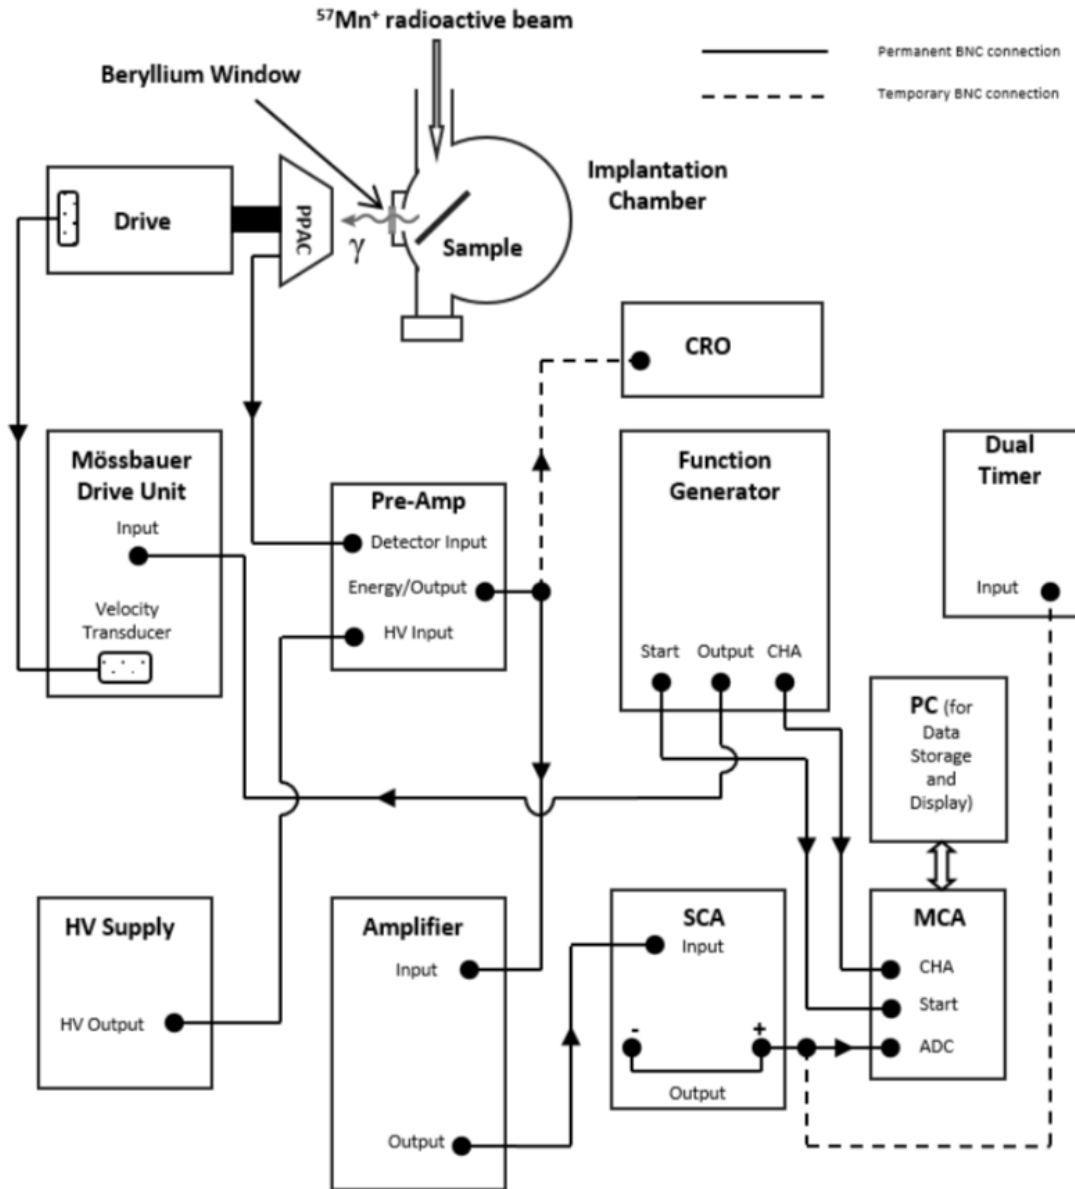 ⁵⁷Mn⁺ radioactive beam
Permanent BNC connection
Beryllium Window
Temporary BNC connection
Implantation
Chamber
Drive
PPAC
γ
Sample
CRO
Mössbauer
Drive Unit
Input
Velocity
Transducer
Pre-Amp
Detector Input
Energy/Output
HV Input
Function
Generator
Start Output CHA
Dual
Timer
Input
PC (for
Data
Storage
and
Display)
HV Supply
HV Output
Amplifier
Input
Output
SCA
Input
- +
Output
MCA
CHA
Start
ADC